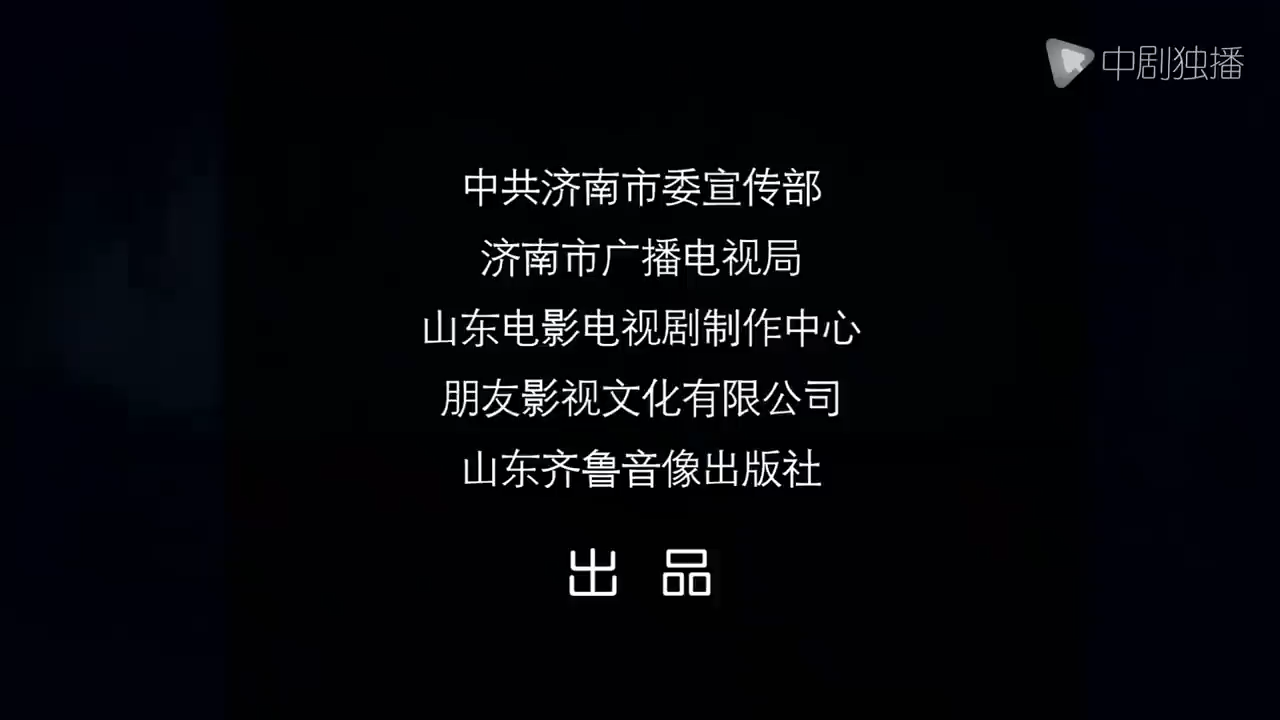 中剧独播
中共济南市委宣传部
济南市广播电视局
山东电影电视剧制作中心
朋友影视文化有限公司
山东齐鲁音像出版社
出 品